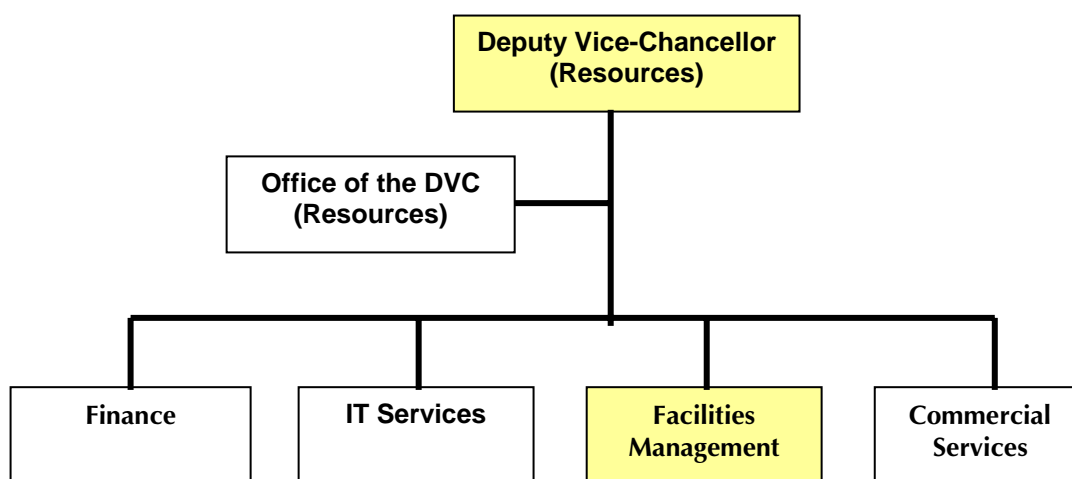 Deputy Vice-Chancellor
(Resources)
Office of the DVC
(Resources)
Finance
IT Services
Facilities
Management
Commercial
Services